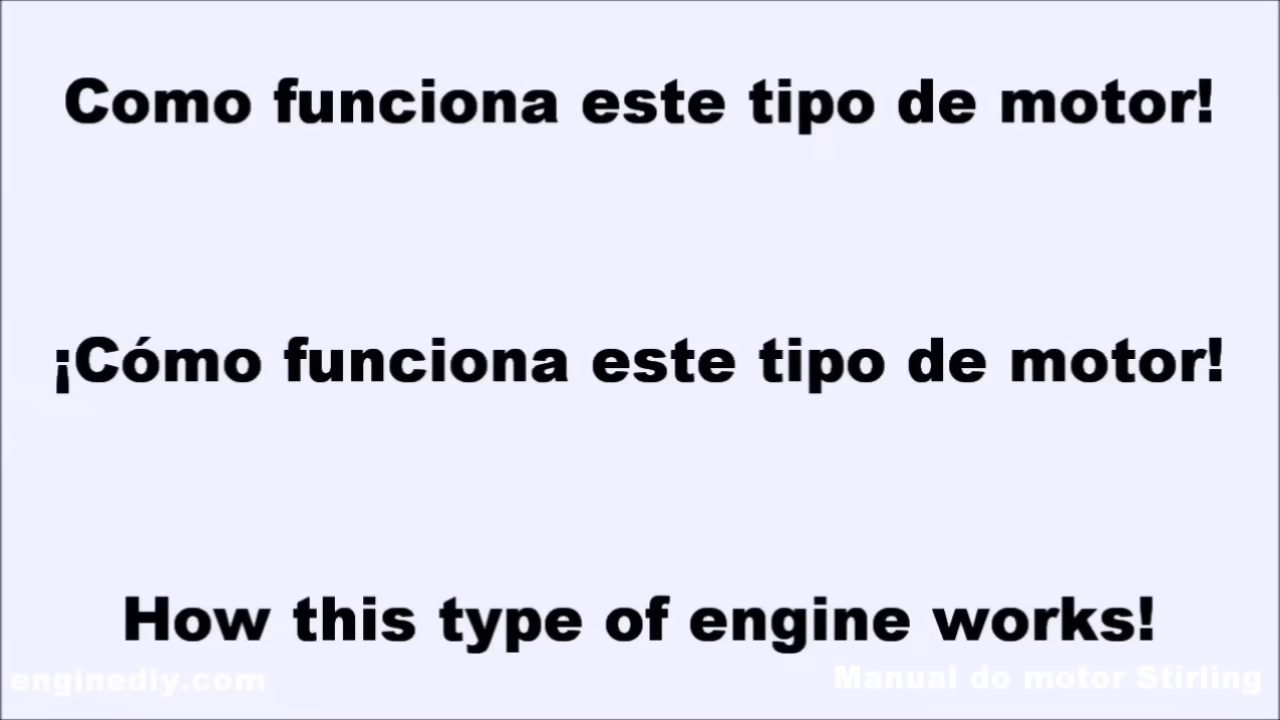 Como funciona este tipo de motor!
¡Cómo funciona este tipo de motor!
How this type of engine works!
enginediy.com
Manual do motor Stirling